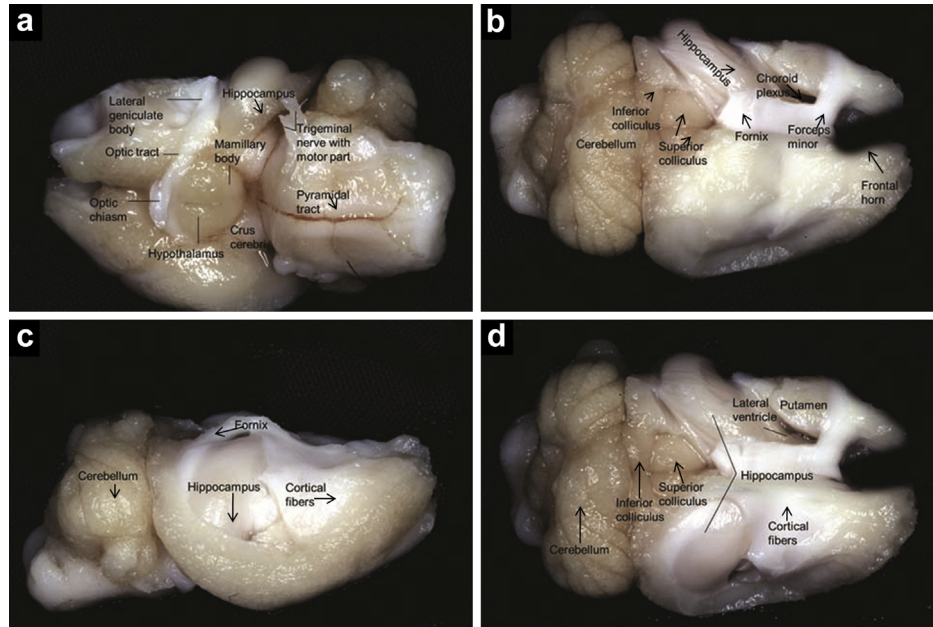 a
Lateral
geniculate
body
Hippocampus
Trigeminal
nerve with
motor part
Optic tract
Mamillary
body
Pyramidal
tract
Optic
chiasm
Crus
cerebri
Hypothalamus
b
Hippocampus
Choroid
plexus
Inferior
colliculus
Cerebellum
Superior
colliculus
Fornix
Forceps
minor
Frontal
horn
c
Fornix
Cerebellum
Hippocampus
Cortical
fibers
d
Lateral
ventricle
Putamen
Hippocampus
Superior
colliculus
Inferior
colliculus
Cortical
fibers
Cerebellum